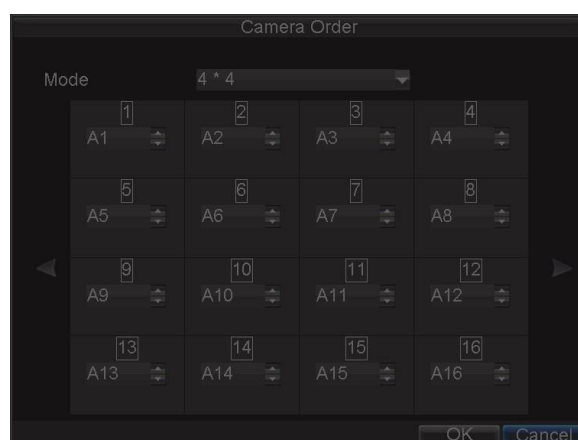 Camera Order
Mode 4 * 4
1 2 3 4
A1 A2 A3 A4
5 6 7 8
A5 A6 A7 A8
9 10 11 12
A9 A10 A11 A12
13 14 15 16
A13 A14 A15 A16
OK Cancel